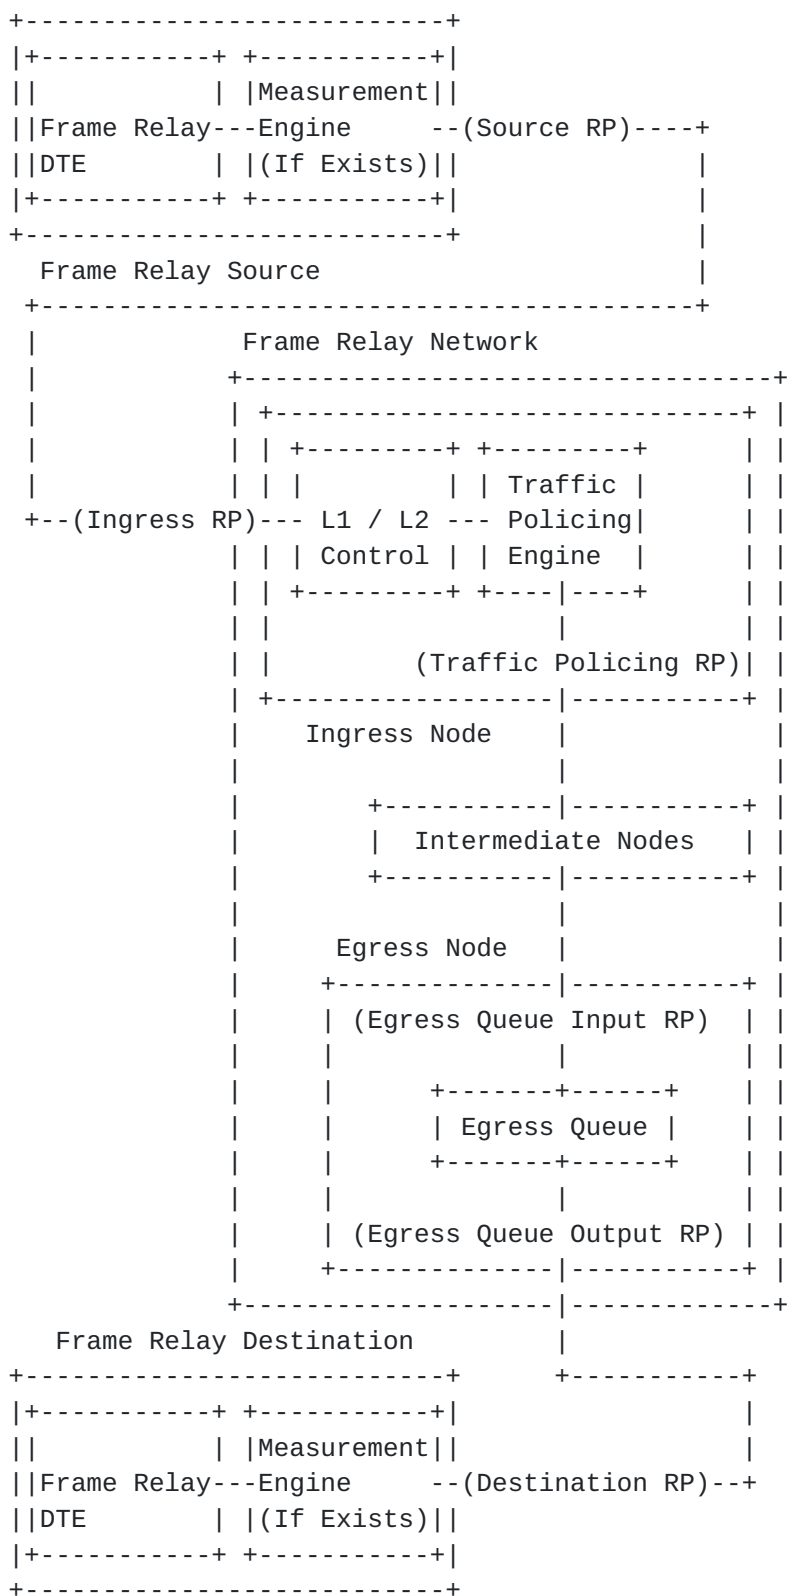 Measurement
Frame Relay---Engine --(Source RP)----+
DTE (If Exists)
Frame Relay Source
Frame Relay Network
Traffic
+--(Ingress RP)--- L1 / L2 --- Policing
Control Engine
(Traffic Policing RP)
Ingress Node
Intermediate Nodes
Egress Node
(Egress Queue Input RP)
Egress Queue
(Egress Queue Output RP)
Frame Relay Destination
Measurement
Frame Relay---Engine --(Destination RP)--+
DTE (If Exists)